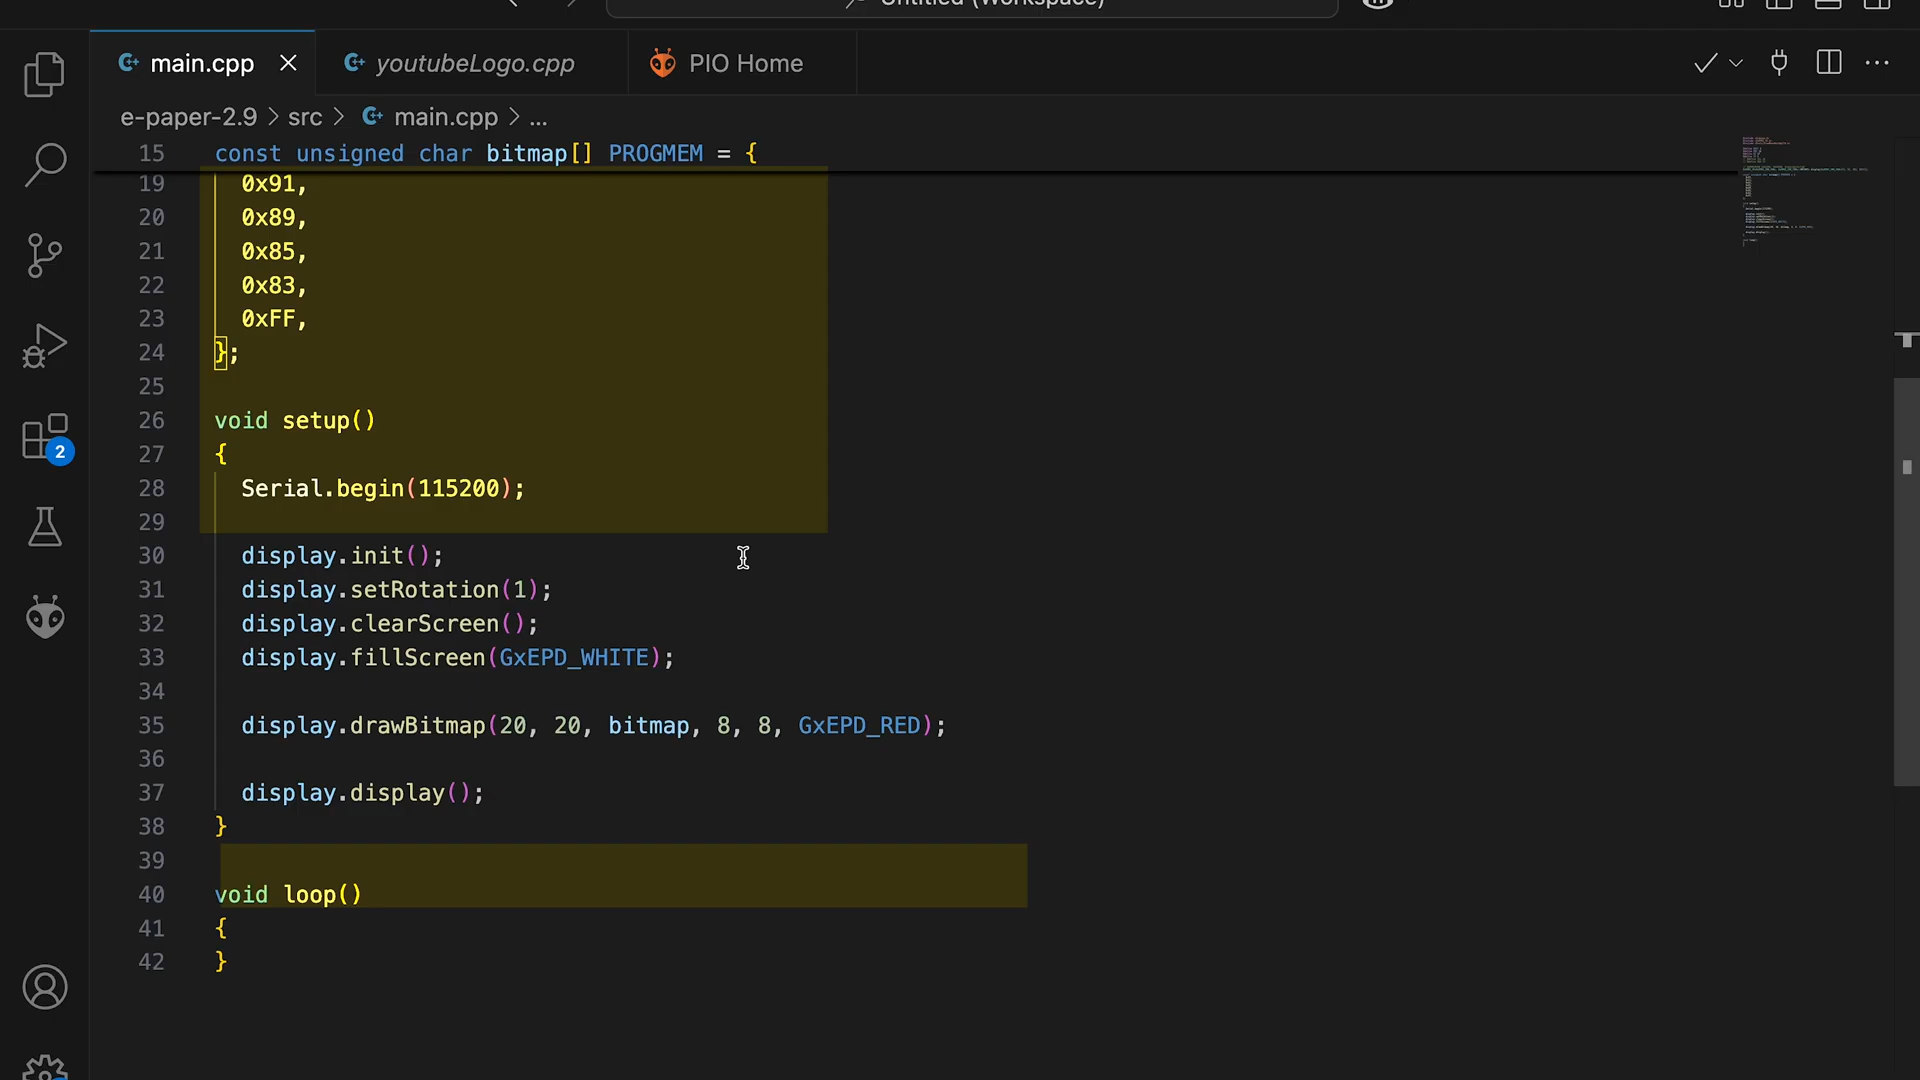 Untitled (Workspace)
main.cpp
youtubeLogo.cpp
PIO Home
e-paper-2.9 > src > main.cpp > ...
15 const unsigned char bitmap[] PROGMEM = {
19 0x91,
20 0x89,
21 0x85,
22 0x83,
23 0xFF,
24 };
25
26 void setup()
27 {
28 Serial.begin(115200);
29
30 display.init();
31 display.setRotation(1);
32 display.clearScreen();
33 display.fillScreen(GxEPD_WHITE);
34
35 display.drawBitmap(20, 20, bitmap, 8, 8, GxEPD_RED);
36
37 display.display();
38 }
39
40 void loop()
41 {
42 }
2